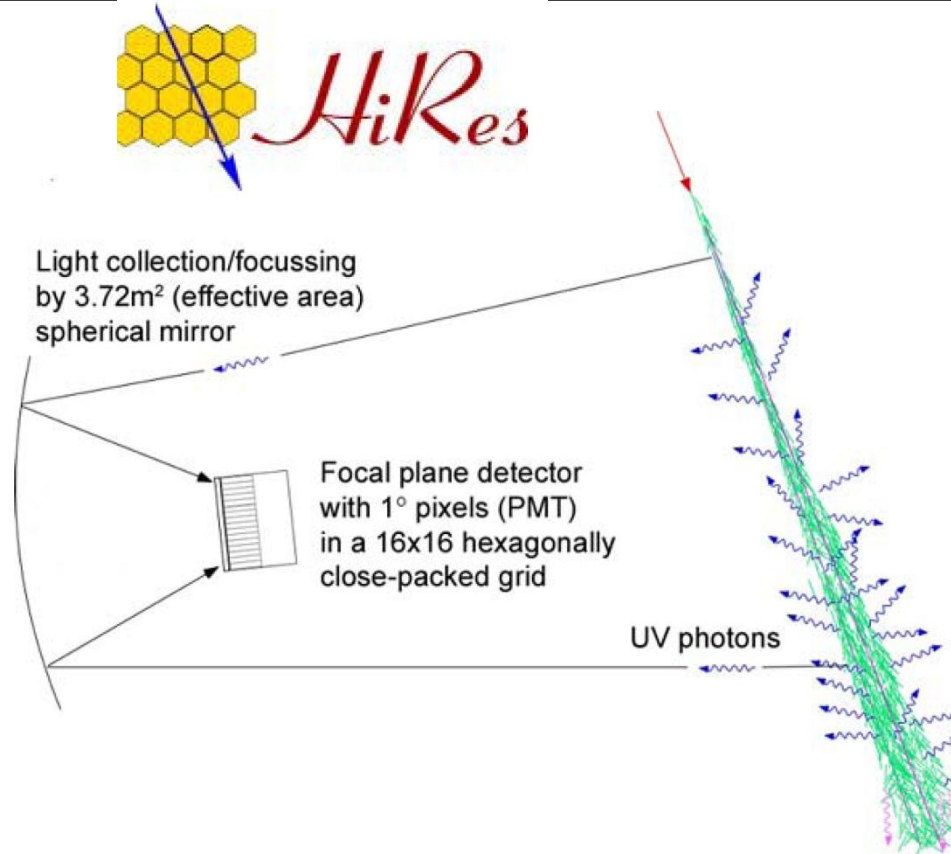 HiRes
Light collection/focussing
by 3.72m² (effective area)
spherical mirror
Focal plane detector
with 1° pixels (PMT)
in a 16x16 hexagonally
close-packed grid
UV photons